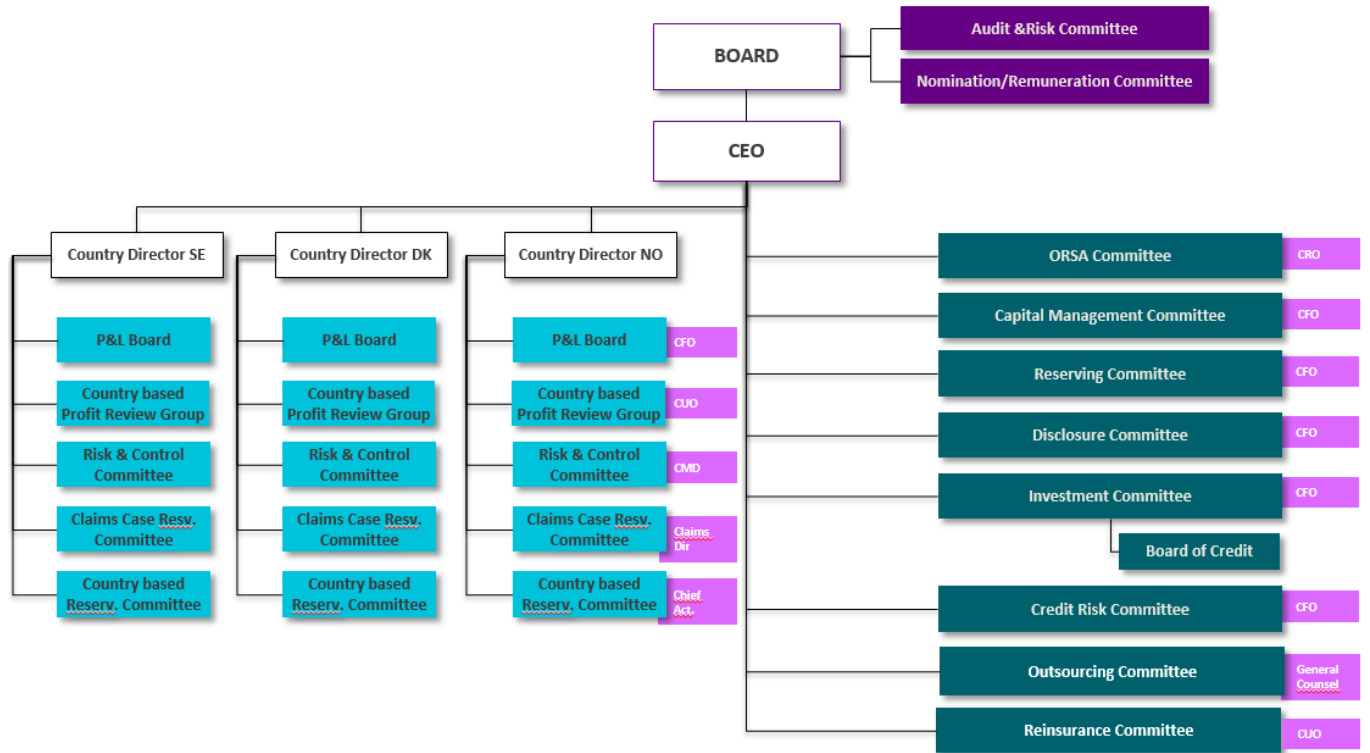 BOARD
Audit &Risk Committee
Nomination/Remuneration Committee
CEO
Country Director SE
Country Director DK
Country Director NO
P&L Board
P&L Board
P&L Board
CFO
Country based
Profit Review Group
Country based
Profit Review Group
Country based
Profit Review Group
CUO
Risk & Control
Committee
Risk & Control
Committee
Risk & Control
Committee
CMD
Claims Case Resv.
Committee
Claims Case Resv.
Committee
Claims Case Resv.
Committee
Claims
Dir
Country based
Reserv. Committee
Country based
Reserv. Committee
Country based
Reserv. Committee
Chief
Act.
ORSA Committee
CRO
Capital Management Committee
CFO
Reserving Committee
CFO
Disclosure Committee
CFO
Investment Committee
CFO
Board of Credit
Credit Risk Committee
CFO
Outsourcing Committee
General
Counsel
Reinsurance Committee
CUO